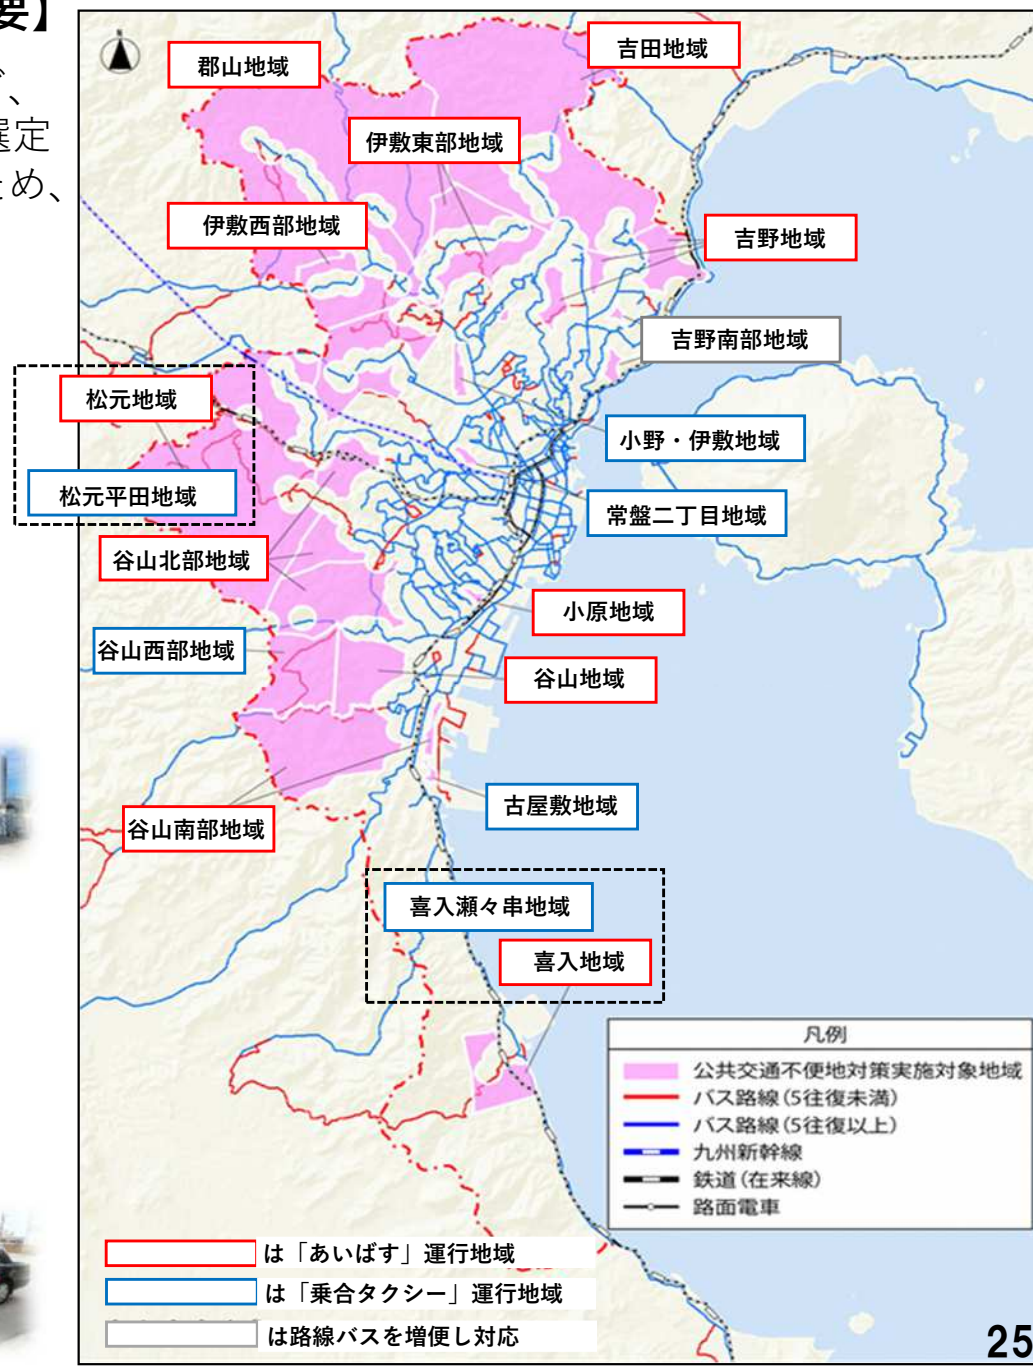 要】
選定
ため、
N
郡山地域
吉田地域
伊敷東部地域
伊敷西部地域
吉野地域
吉野南部地域
松元地域
小野・伊敷地域
松元平田地域
常盤二丁目地域
谷山北部地域
小原地域
谷山西部地域
谷山地域
古屋敷地域
谷山南部地域
喜入瀬々串地域
喜入地域
凡例
公共交通不便地対策実施対象地域
バス路線(5往復未満)
バス路線(5往復以上)
九州新幹線
鉄道(在来線)
路面電車
は「あいばす」運行地域
は「乗合タクシー」運行地域
は路線バスを増便し対応
25